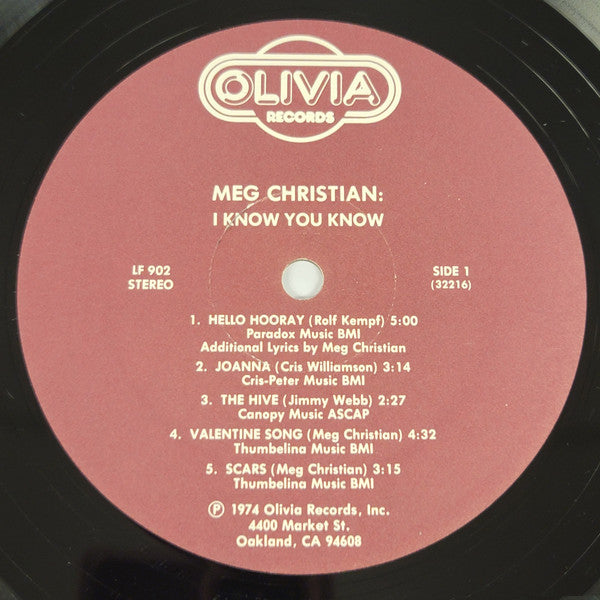 OLIVIA
RECORDS
MEG CHRISTIAN:
I KNOW YOU KNOW
LF 902
STEREO
SIDE 1
(32216)
1. HELLO HOORAY (Rolf Kempf) 5:00
Paradox Music BMI
Additional Lyrics by Meg Christian
2. JOANNA (Cris Williamson) 3:14
Cris-Peter Music BMI
3. THE HIVE (Jimmy Webb) 2:27
Canopy Music ASCAP
4. VALENTINE SONG (Meg Christian) 4:32
Thumbelina Music BMI
5. SCARS (Meg Christian) 3:15
Thumbelina Music BMI
Ⓟ 1974 Olivia Records, Inc.
4400 Market St.
Oakland, CA 94608